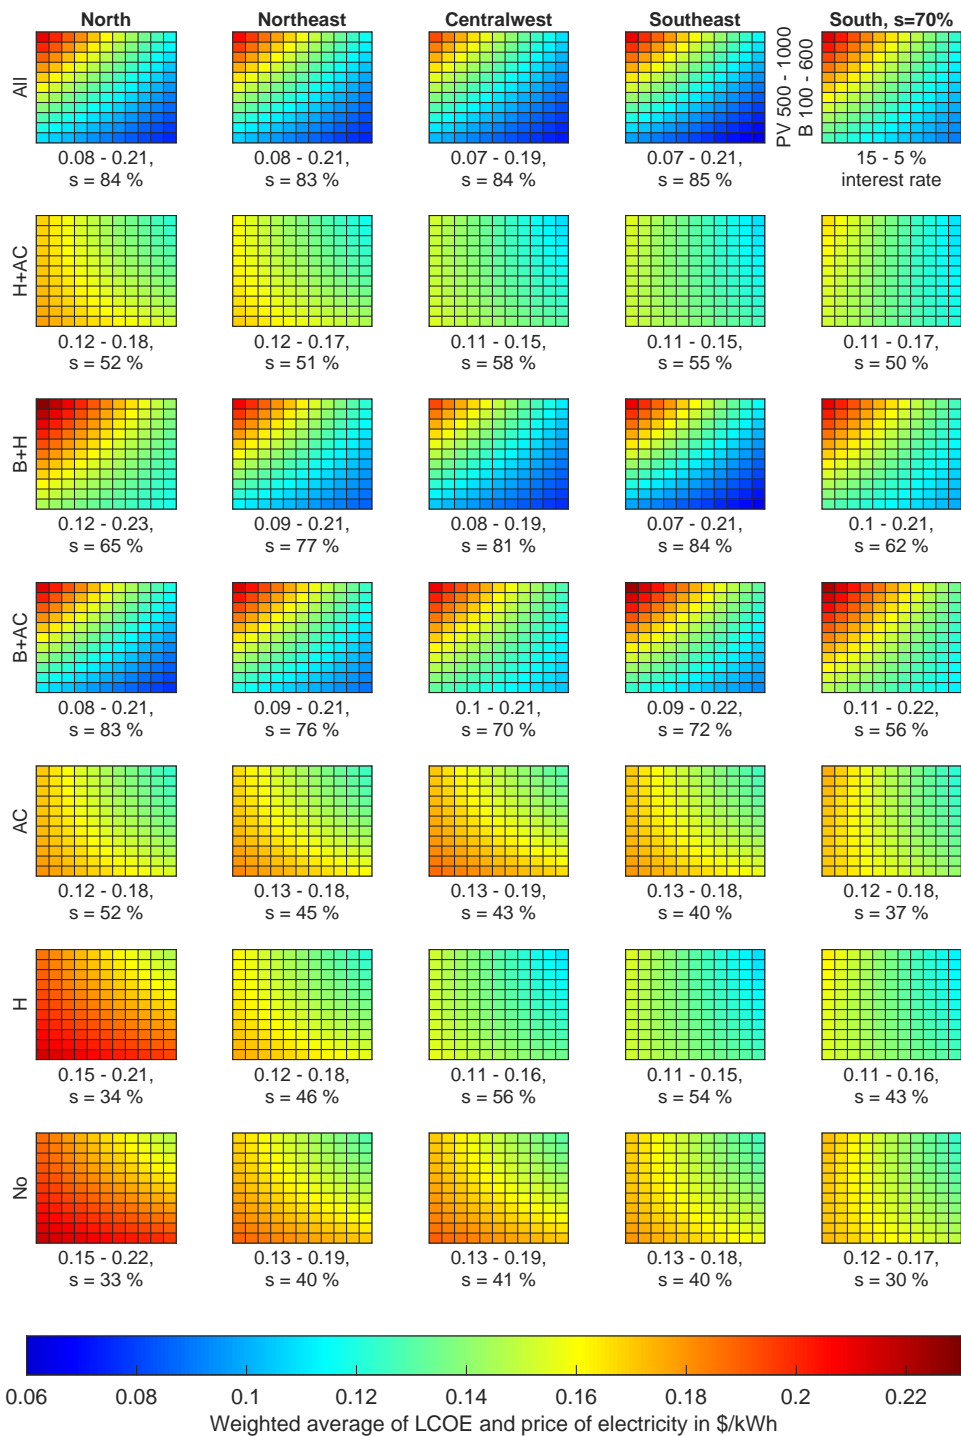 North Northeast Centralwest Southeast South, s=70%
All
PV 500 - 1000
B 100 - 600
0.08 - 0.21, 0.08 - 0.21, 0.07 - 0.19, 0.07 - 0.21, 15 - 5 %
s = 84 % s = 83 % s = 84 % s = 85 % interest rate
H+AC
0.12 - 0.18, 0.12 - 0.17, 0.11 - 0.15, 0.11 - 0.15, 0.11 - 0.17,
s = 52 % s = 51 % s = 58 % s = 55 % s = 50 %
B+H
0.12 - 0.23, 0.09 - 0.21, 0.08 - 0.19, 0.07 - 0.21, 0.1 - 0.21,
s = 65 % s = 77 % s = 81 % s = 84 % s = 62 %
B+AC
0.08 - 0.21, 0.09 - 0.21, 0.1 - 0.21, 0.09 - 0.22, 0.11 - 0.22,
s = 83 % s = 76 % s = 70 % s = 72 % s = 56 %
AC
0.12 - 0.18, 0.13 - 0.18, 0.13 - 0.19, 0.13 - 0.18, 0.12 - 0.18,
s = 52 % s = 45 % s = 43 % s = 40 % s = 37 %
H
0.15 - 0.21, 0.12 - 0.18, 0.11 - 0.16, 0.11 - 0.15, 0.11 - 0.16,
s = 34 % s = 46 % s = 56 % s = 54 % s = 43 %
No
0.15 - 0.22, 0.13 - 0.19, 0.13 - 0.19, 0.13 - 0.18, 0.12 - 0.17,
s = 33 % s = 40 % s = 41 % s = 40 % s = 30 %
0.06 0.08 0.1 0.12 0.14 0.16 0.18 0.2 0.22
Weighted average of LCOE and price of electricity in $/kWh